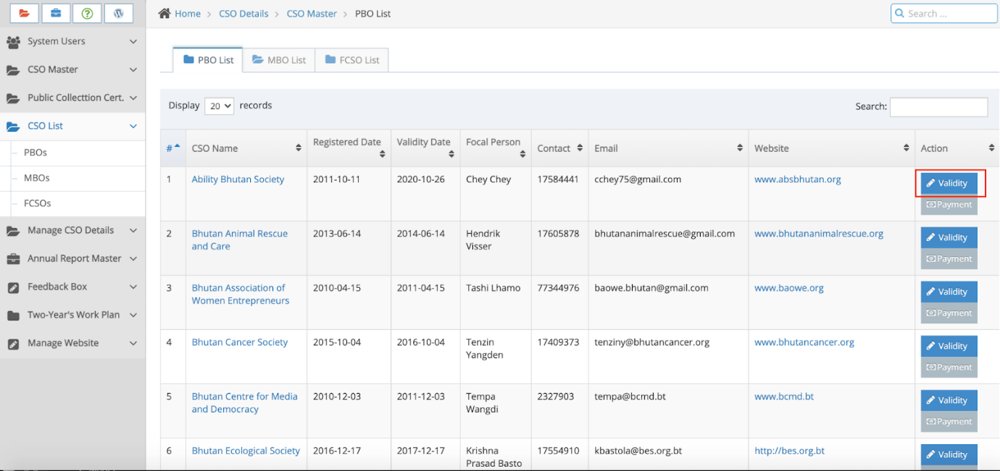 Home > CSO Details > CSO Master > PBO List
Search ...
System Users
CSO Master
Public Collecttion Cert.
CSO List
PBOs
MBOs
FCSOs
Manage CSO Details
Annual Report Master
Feedback Box
Two-Year's Work Plan
Manage Website
PBO List MBO List FCSO List
Display 20 records
Search:
# CSO Name Registered Date Validity Date Focal Person Contact Email Website Action
1 Ability Bhutan Society 2011-10-11 2020-10-26 Chey Chey 17584441 cchey75@gmail.com www.absbhutan.org Validity
Payment
2 Bhutan Animal Rescue 2013-06-14 2014-06-14 Hendrik 17605878 bhutananimalrescue@gmail.com www.bhutananimalrescue.org Validity
and Care Visser
Payment
3 Bhutan Association of 2010-04-15 2011-04-15 Tashi Lhamo 77344976 baowe.bhutan@gmail.com www.baowe.org Validity
Women Entrepreneurs
Payment
4 Bhutan Cancer Society 2015-10-04 2016-10-04 Tenzin 17409373 tenziny@bhutancancer.org www.bhutancancer.org Validity
Yangden
Payment
5 Bhutan Centre for Media 2010-12-03 2011-12-03 Tempa 2327903 tempa@bcmd.bt www.bcmd.bt Validity
and Democracy Wangdi
Payment
6 Bhutan Ecological Society 2016-12-17 2017-12-17 Krishna 17554910 kbastola@bes.org.bt http://bes.org.bt Validity
Prasad Basto